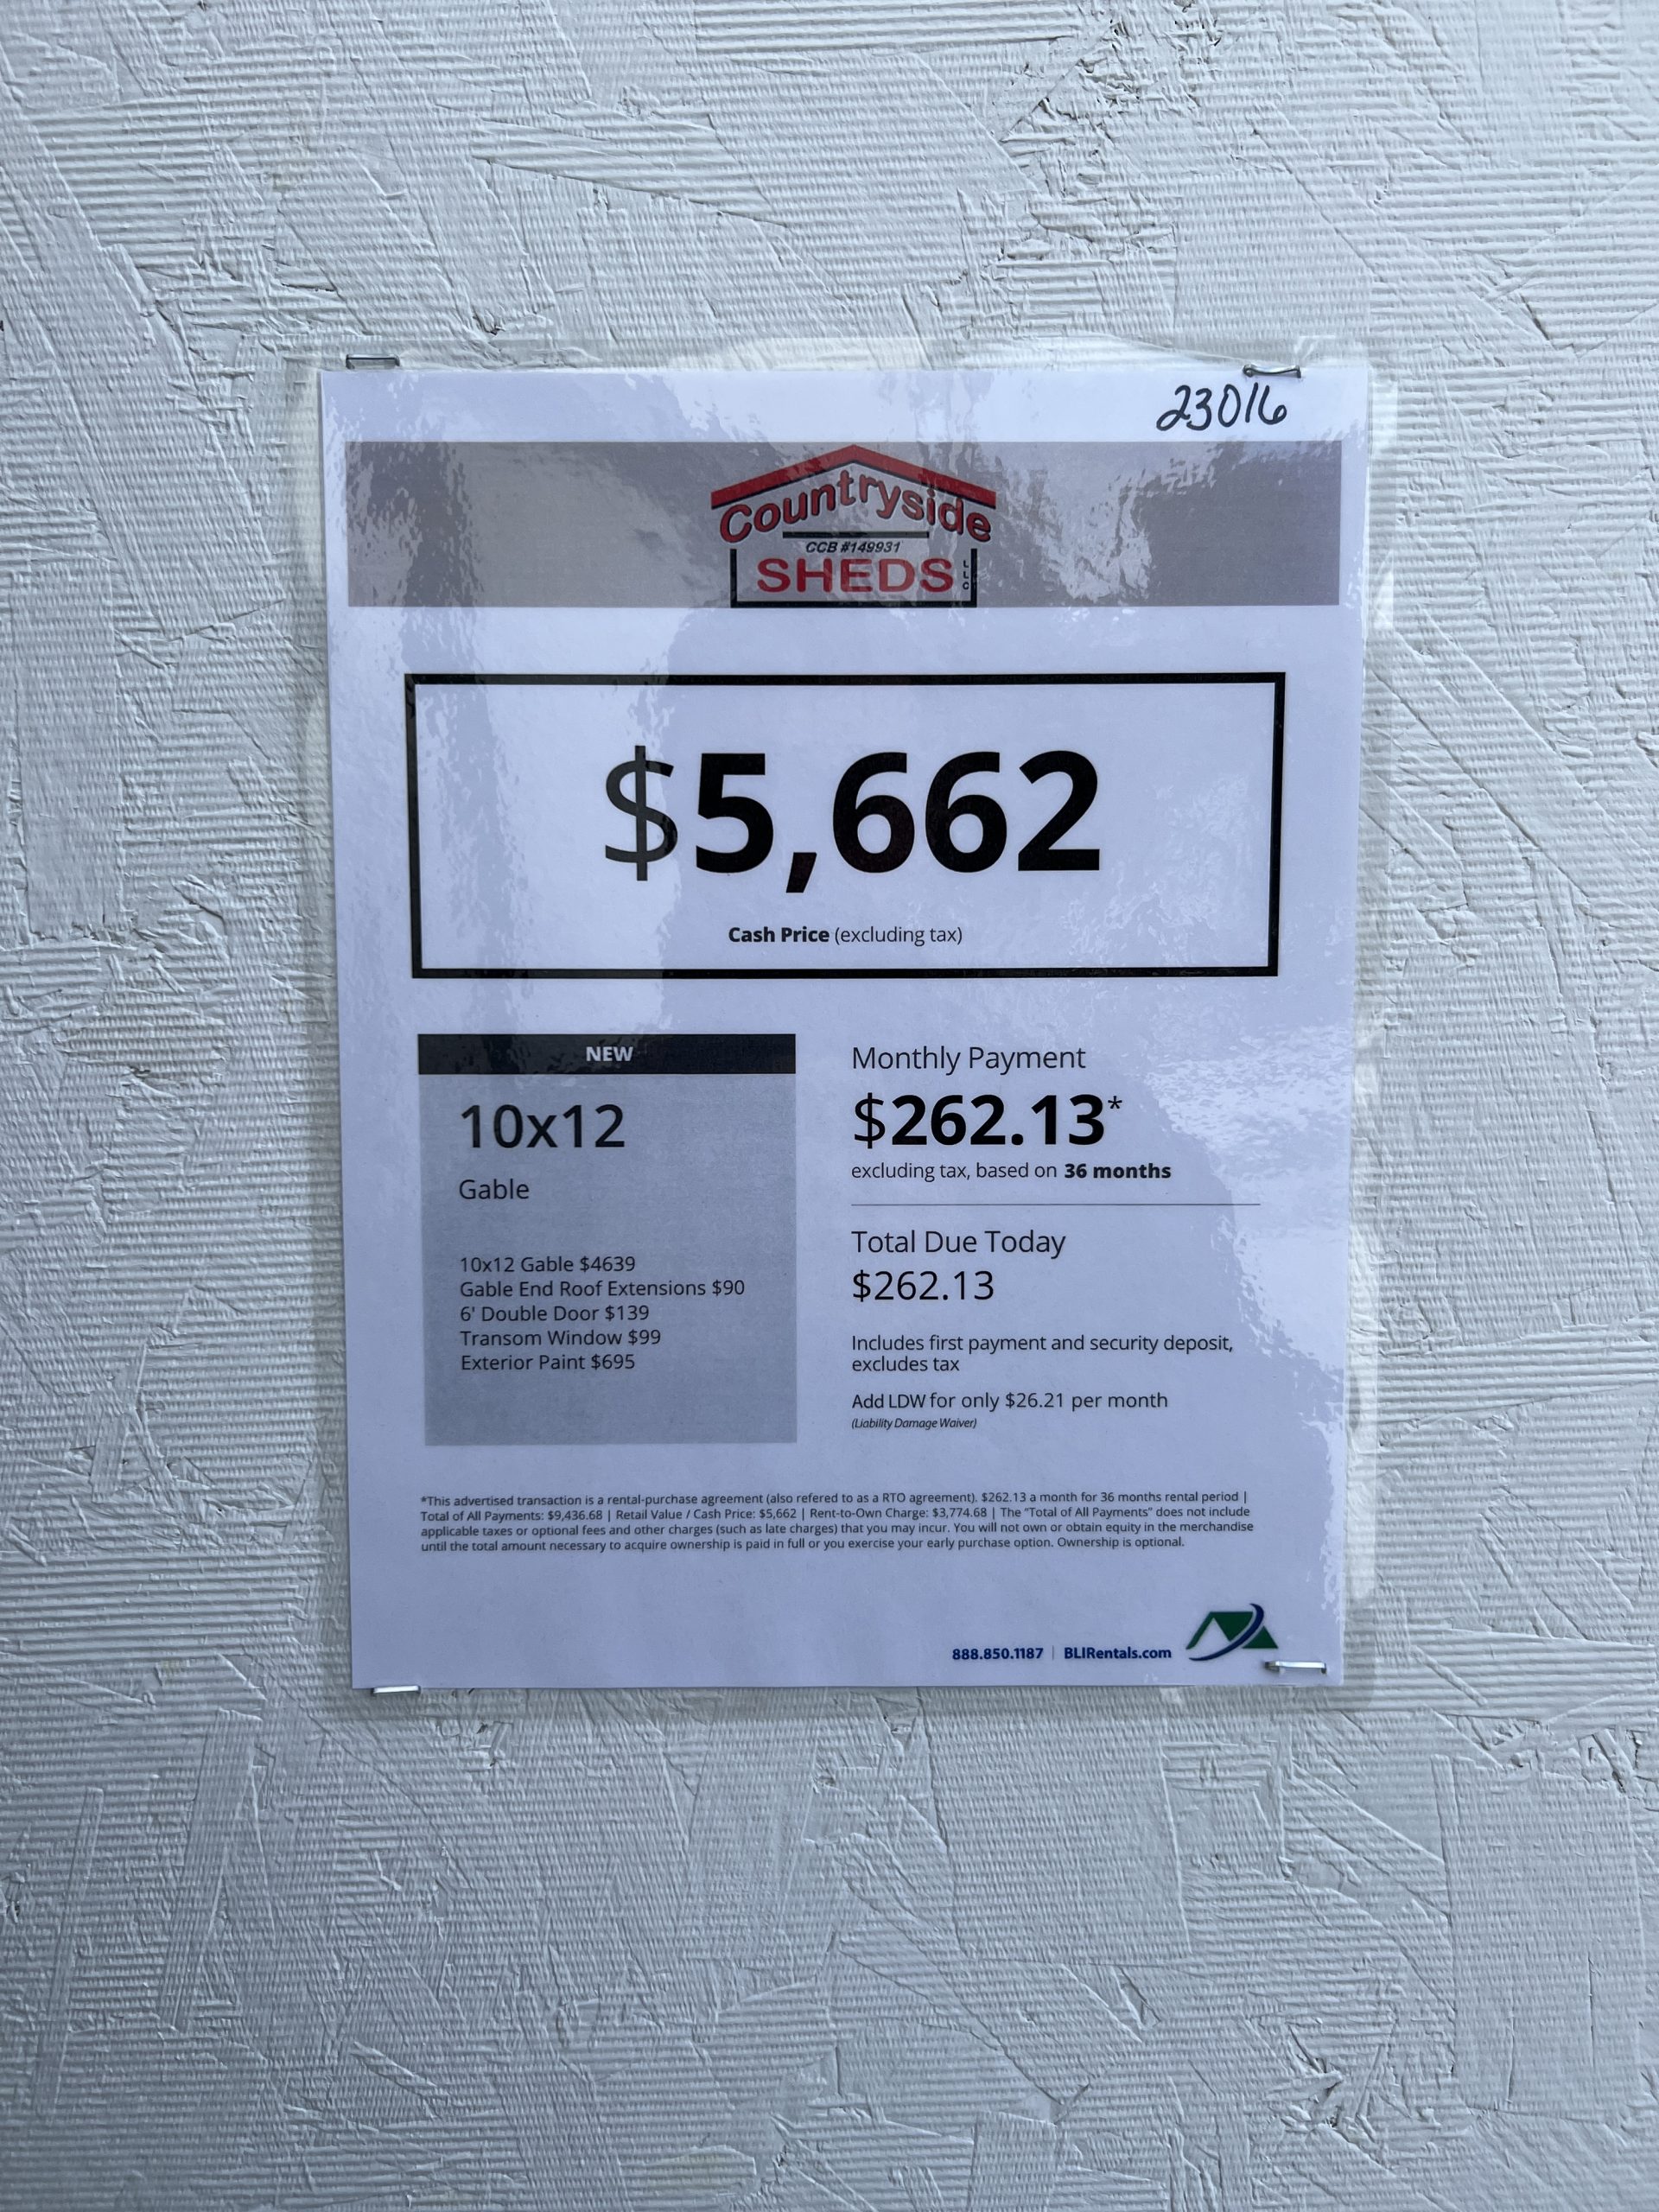 23016
Countryside
CCB #149931
SHEDS LLC
$5,662
Cash Price (excluding tax)
NEW
10x12
Gable
10x12 Gable $4639
Gable End Roof Extensions $90
6' Double Door $139
Transom Window $99
Exterior Paint $695
Monthly Payment
$262.13*
excluding tax, based on 36 months
Total Due Today
$262.13
Includes first payment and security deposit,
excludes tax
Add LDW for only $26.21 per month
(Liability Damage Waiver)
*This advertised transaction is a rental-purchase agreement (also refered to as a RTO agreement). $262.13 a month for 36 months rental period |
Total of All Payments: $9,436.68 | Retail Value / Cash Price: $5,662 | Rent-to-Own Charge: $3,774.68 | The "Total of All Payments" does not include
applicable taxes or optional fees and other charges (such as late charges) that you may incur. You will not own or obtain equity in the merchandise
until the total amount necessary to acquire ownership is paid in full or you exercise your early purchase option. Ownership is optional.
888.850.1187 | BLIRentals.com